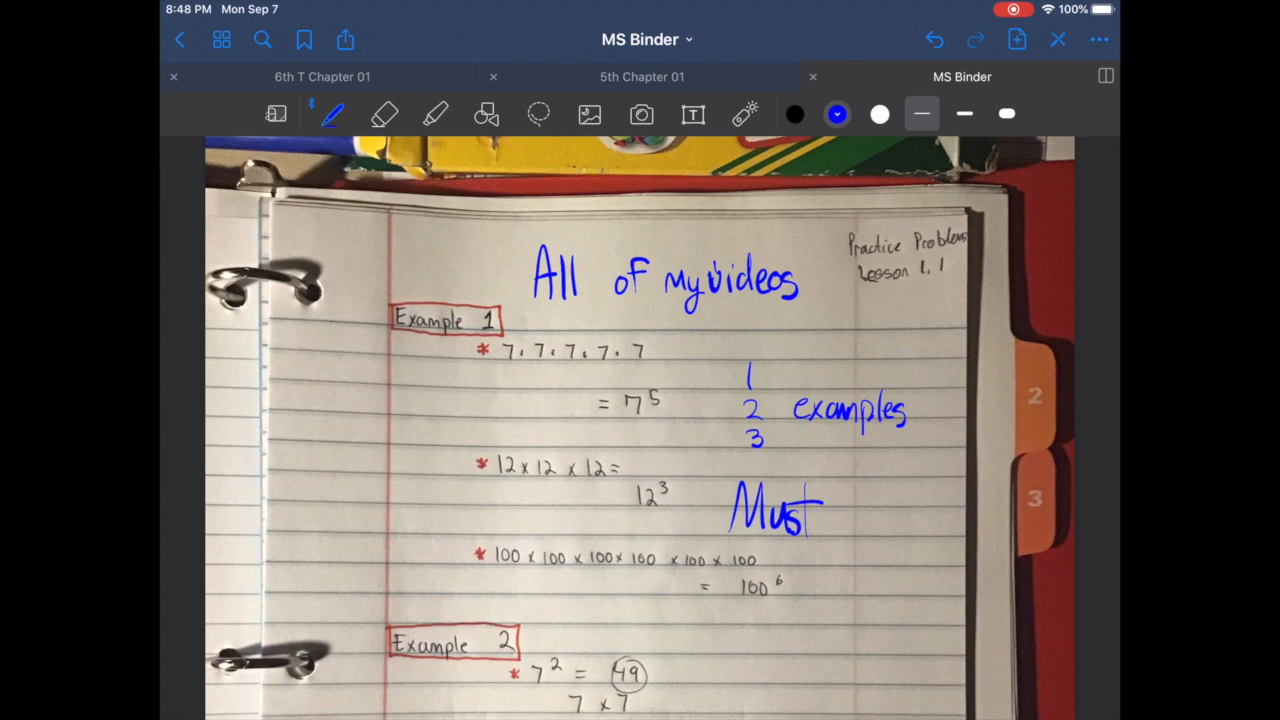 8:48 PM Mon Sep 7
100%
MS Binder
6th T Chapter 01
5th Chapter 01
MS Binder
T
Practice Problems
Lesson 1.1
All of my videos
Example 1
* 7 . 7 . 7 . 7 . 7
= 7⁵
1
2 examples
3
* 12 x 12 x 12 =
12³
Must
* 100 x 100 x 100 x 100 x 100 x 100
= 100⁶
Example 2
* 7² = 49
7 x 7
2
3